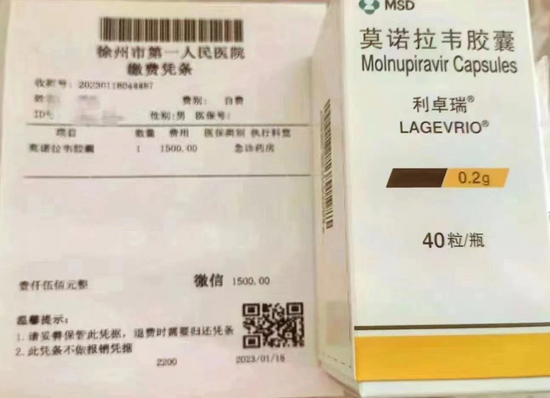 徐州市第一人民医院
缴费凭条
收款号: 20230118044487
费别: 自费
性别: 男 医保号:
项目 数量 费用 医保类别 执行科室
莫诺拉韦胶囊 1 1500.00 急诊药房
壹仟伍佰元整 微信 1500.00
温馨提示:
1. 请妥善保管此凭据, 退费时需要归还凭条
2. 此凭条不做报销凭据
2200 2023/01/18
MSD
莫诺拉韦胶囊
Molnupiravir Capsules
利卓瑞®
LAGEVRIO®
0.2g
40粒/瓶